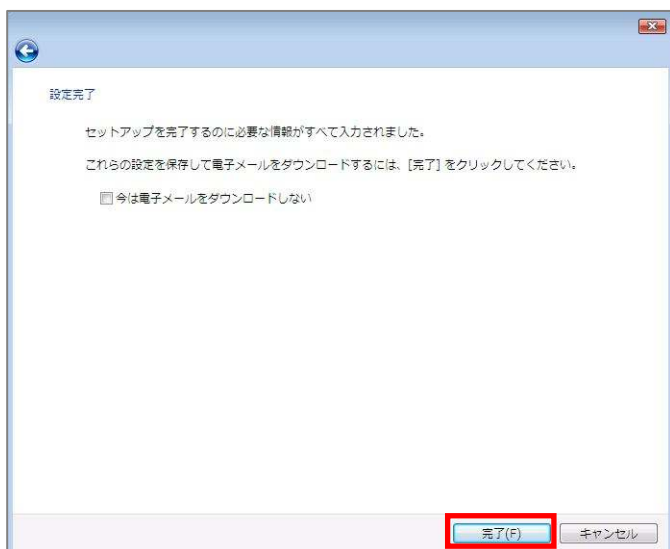 設定完了
セットアップを完了するのに必要な情報がすべて入力されました。
これらの設定を保存して電子メールをダウンロードするには、[完了] をクリックしてください。
今は電子メールをダウンロードしない
完了(F)
キャンセル